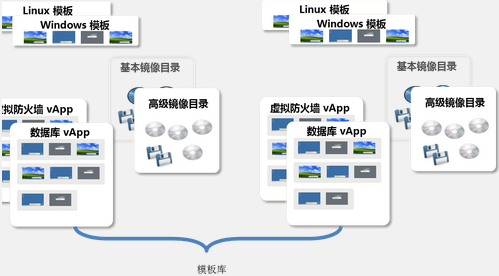 Linux 模板
Windows 模板
基本镜像目录
高级镜像目录
拟防火墙 vApp
数据库 vApp
Linux 模板
Windows 模板
基本镜像目录
高级镜像目录
虚拟防火墙 vApp
数据库 vApp
模板库